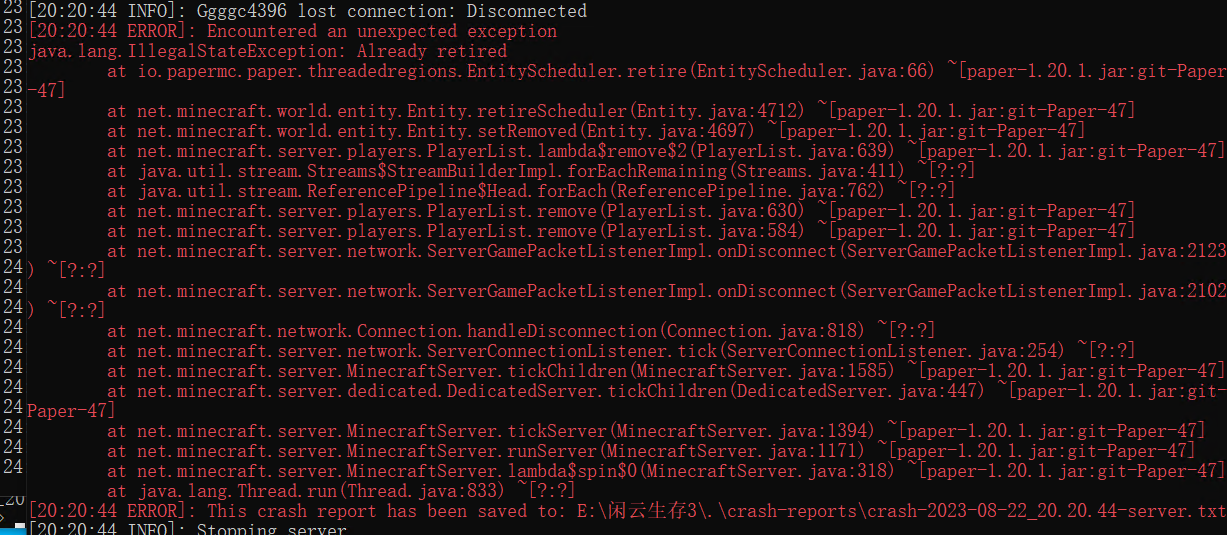 23 [20:20:44 INFO]: Ggggc4396 lost connection: Disconnected
23 [20:20:44 ERROR]: Encountered an unexpected exception
23 java.lang.IllegalStateException: Already retired
23 at io.papermc.paper.threadedregions.EntityScheduler.retire(EntityScheduler.java:66) ~[paper-1.20.1.jar:git-Paper
23 -47]
23 at net.minecraft.world.entity.Entity.retireScheduler(Entity.java:4712) ~[paper-1.20.1.jar:git-Paper-47]
23 at net.minecraft.world.entity.Entity.setRemoved(Entity.java:4697) ~[paper-1.20.1.jar:git-Paper-47]
23 at net.minecraft.server.players.PlayerList.lambda$remove$2(PlayerList.java:639) ~[paper-1.20.1.jar:git-Paper-47]
23 at java.util.stream.Streams$StreamBuilderImpl.forEachRemaining(Streams.java:411) ~[?:?]
23 at java.util.stream.ReferencePipeline$Head.forEach(ReferencePipeline.java:762) ~[?:?]
23 at net.minecraft.server.players.PlayerList.remove(PlayerList.java:630) ~[paper-1.20.1.jar:git-Paper-47]
23 at net.minecraft.server.players.PlayerList.remove(PlayerList.java:584) ~[paper-1.20.1.jar:git-Paper-47]
23 at net.minecraft.server.network.ServerGamePacketListenerImpl.onDisconnect(ServerGamePacketListenerImpl.java:2123
24 ) ~[?:?]
24 at net.minecraft.server.network.ServerGamePacketListenerImpl.onDisconnect(ServerGamePacketListenerImpl.java:2102
24 ) ~[?:?]
24 at net.minecraft.network.Connection.handleDisconnection(Connection.java:818) ~[?:?]
24 at net.minecraft.server.network.ServerConnectionListener.tick(ServerConnectionListener.java:254) ~[?:?]
24 at net.minecraft.server.MinecraftServer.tickChildren(MinecraftServer.java:1585) ~[paper-1.20.1.jar:git-Paper-47]
24 at net.minecraft.server.dedicated.DedicatedServer.tickChildren(DedicatedServer.java:447) ~[paper-1.20.1.jar:git-
24 Paper-47]
24 at net.minecraft.server.MinecraftServer.tickServer(MinecraftServer.java:1394) ~[paper-1.20.1.jar:git-Paper-47]
24 at net.minecraft.server.MinecraftServer.runServer(MinecraftServer.java:1171) ~[paper-1.20.1.jar:git-Paper-47]
24 at net.minecraft.server.MinecraftServer.lambda$spin$0(MinecraftServer.java:318) ~[paper-1.20.1.jar:git-Paper-47]
at java.lang.Thread.run(Thread.java:833) ~[?:?]
[20:20:44 ERROR]: This crash report has been saved to: E:\闲云生存3\.\crash-reports\crash-2023-08-22_20.20.44-server.txt
[20:20:44 INFO]: Stopping server